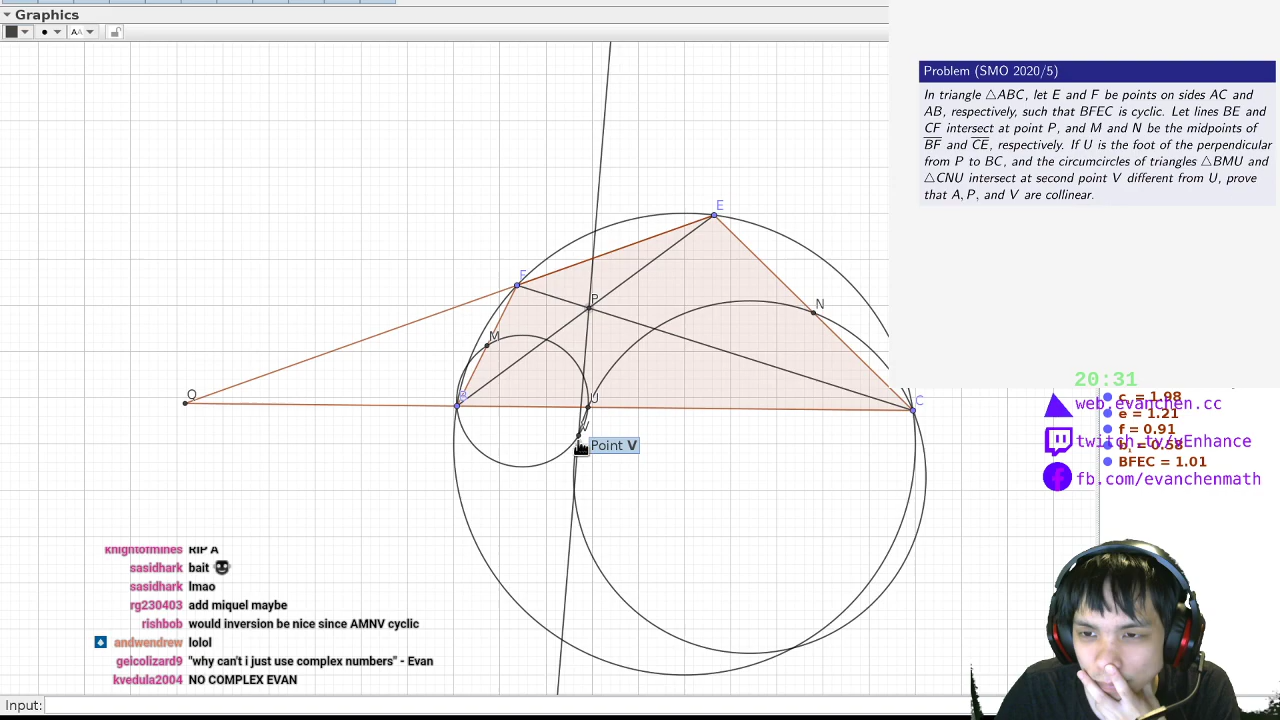 Graphics
AA
Problem (SMO 2020/5)
In triangle △ABC, let E and F be points on sides AC and
AB, respectively, such that BFEC is cyclic. Let lines BE and
CF intersect at point P, and M and N be the midpoints of
BF and CE, respectively. If U is the foot of the perpendicular
from P to BC, and the circumcircles of triangles △BMU and
△CNU intersect at second point V different from U, prove
that A, P, and V are collinear.
E
F
P
N
M
Q
B
U
C
V
Point V
20:31
c = 1.98
web.evanchen.cc
e = 1.21
f = 0.91
twitch.tv/vEnhance
b = 0.58
BFEC = 1.01
fb.com/evanchenmath
knightofmines RIP A
sasidhark bait
sasidhark lmao
rg230403 add miquel maybe
rishbob would inversion be nice since AMNV cyclic
andwendrew lolol
geicolizard9 "why can't i just use complex numbers" - Evan
kvedula2004 NO COMPLEX EVAN
Input: